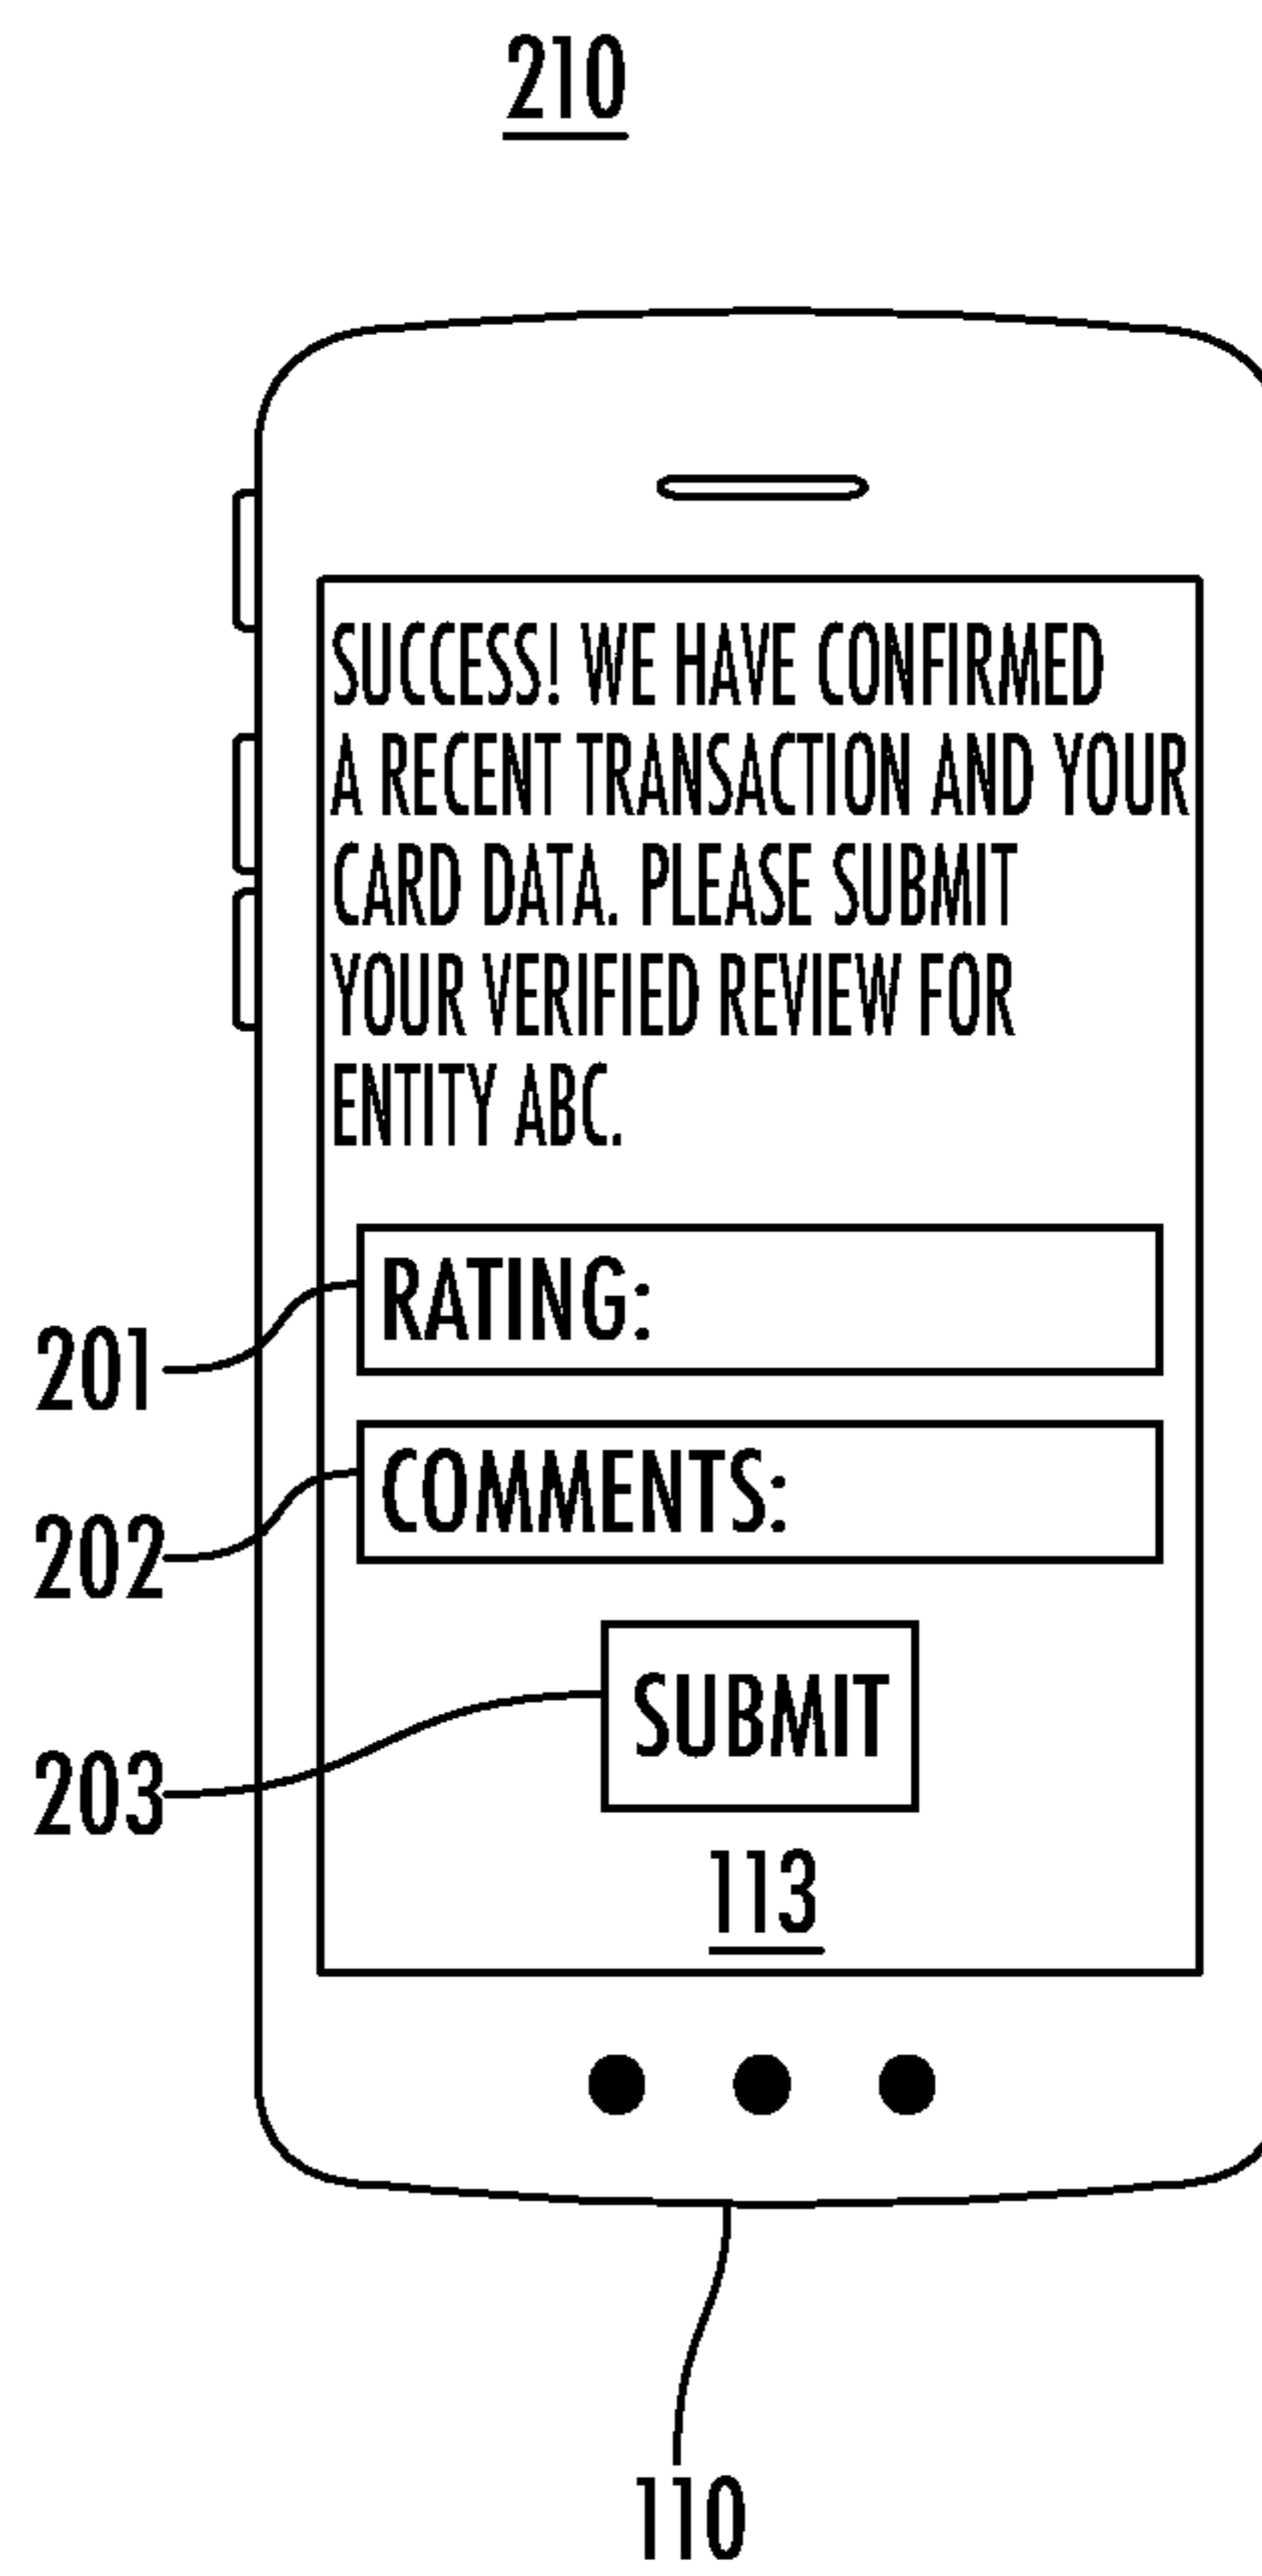 210
SUCCESS! WE HAVE CONFIRMED
A RECENT TRANSACTION AND YOUR
CARD DATA. PLEASE SUBMIT
YOUR VERIFIED REVIEW FOR
ENTITY ABC.
RATING:
201
COMMENTS:
202
SUBMIT
203
113
110